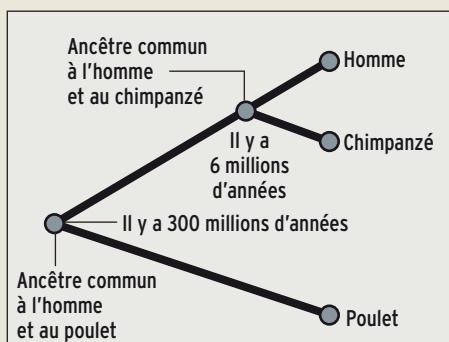 Ancêtre commun
à l'homme
et au chimpanzé
Homme
Chimpanzé
Il y a
6 millions
d'années
Il y a 300 millions d'années
Ancêtre commun
à l'homme
et au poulet
Poulet